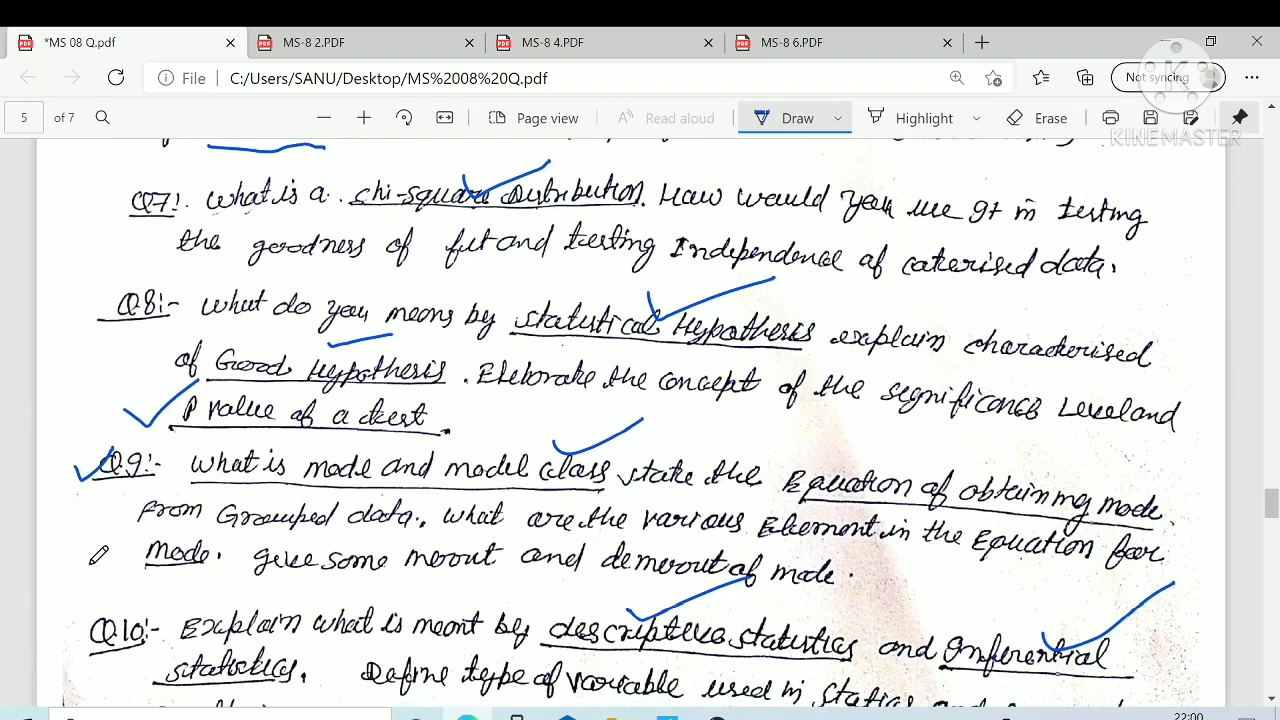 *MS 08 Q.pdf
MS-8 2.PDF
MS-8 4.PDF
MS-8 6.PDF
File C:/Users/SANU/Desktop/MS%2008%20Q.pdf
Not syncing
5 of 7
Page view
Read aloud
Draw
Highlight
Erase
KINEMASTER
Q7!. What is a. chi-square distribution. How would you use It in testing
the goodness of fit and testing Independence of caterised data.
Q8:- What do you means by statistical Hypothesis explain characterised
of Good Hypothesis. Eleborate the concept of the significance Level and
P value of a test.
Q9:- What is mode and model class state the Equation of obtaining mode.
From Grouped data. What are the various Element in the Equation for
mode. give some merit and demerit of mode.
Q10:- Explain what is meant by descriptive statistics and Inferential
statistics. Define type of variable used in
22:00